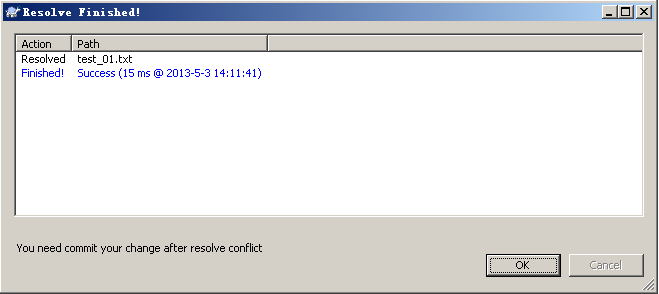 Resolve Finished!
Action Path
Resolved test_01.txt
Finished! Success (15 ms @ 2013-5-3 14:11:41)
You need commit your change after resolve conflict
OK Cancel